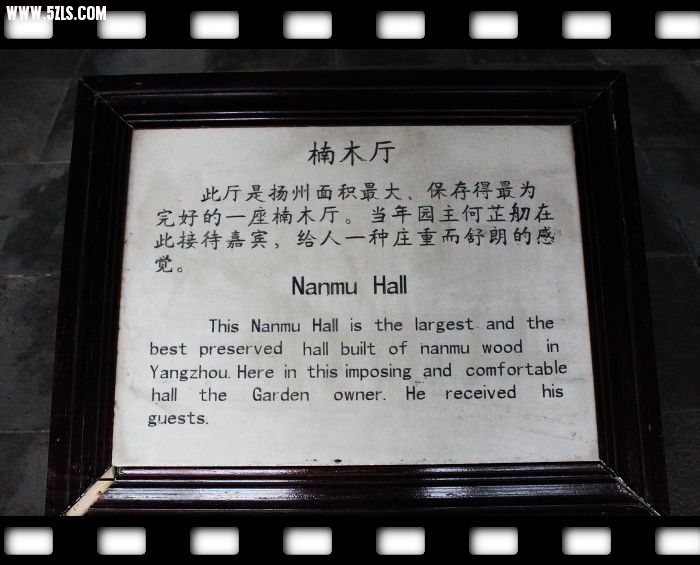 WWW.5ZLS.COM
楠木厅
此厅是扬州面积最大、保存得最为
完好的一座楠木厅。当年园主何芷舠在
此接待嘉宾，给人一种庄重而舒朗的感
觉。
Nanmu Hall
This Nanmu Hall is the largest and the
best preserved hall built of nanmu wood in
Yangzhou. Here in this imposing and comfortable
hall the Garden owner. He received his
guests.